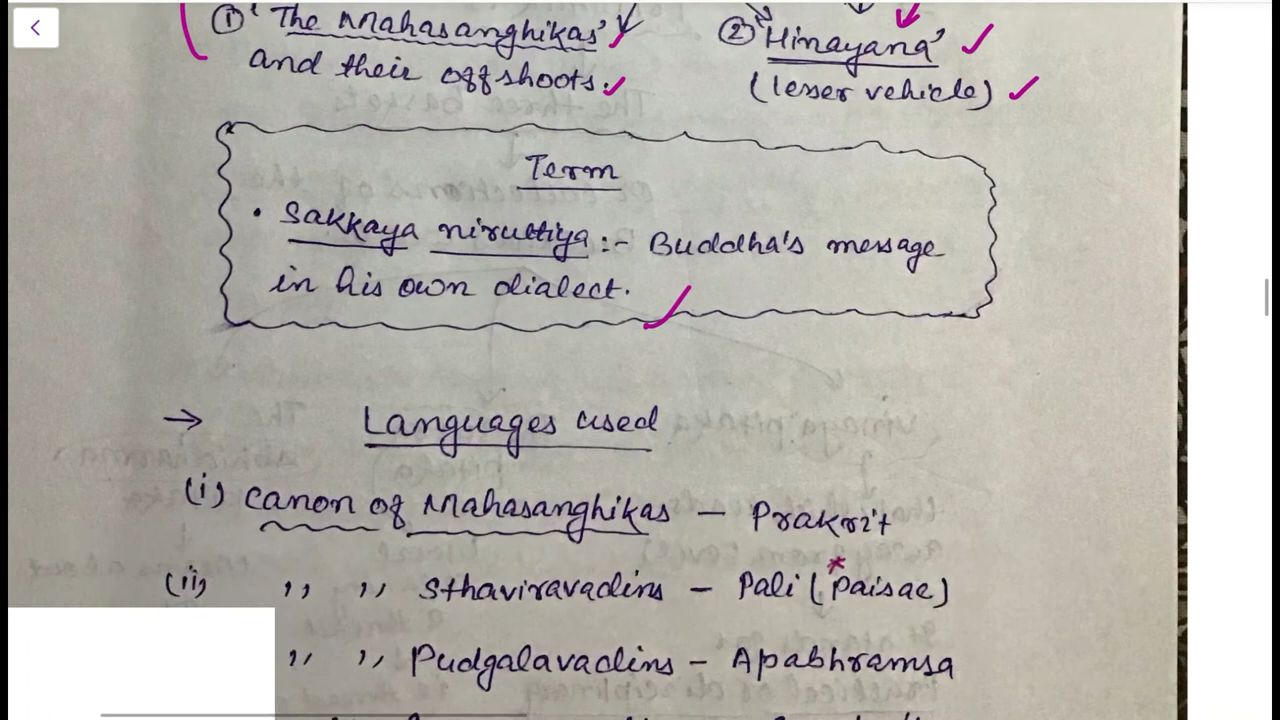 ① 'The Mahasanghikas'
and their offshoots.
② 'Hinayana'
(lesser vehicle)
Term
• Sakkaya niruttiya :- Buddha's message
in his own dialect.
→ Languages used
(i) canon of Mahasanghikas - Prakrit
(ii) ,, ,, Sthaviravadins - Pali (Paisac)
,, ,, Pudgalavadins - Apabhramsa